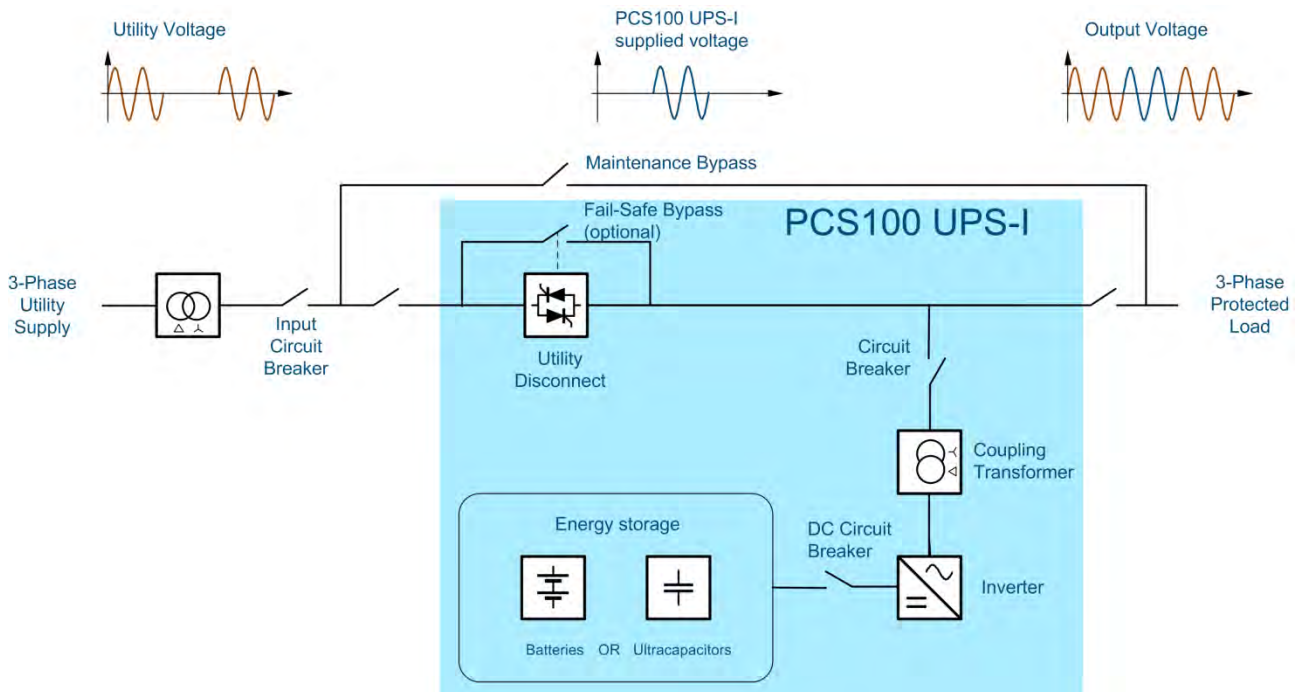 Utility Voltage
PCS100 UPS-I
supplied voltage
Output Voltage
Maintenance Bypass
Fail-Safe Bypass
(optional)
PCS100 UPS-I
3-Phase
Utility
Supply
Input
Circuit
Breaker
Utility
Disconnect
Circuit
Breaker
3-Phase
Protected
Load
Coupling
Transformer
Energy storage
DC Circuit
Breaker
Inverter
Batteries OR Ultracapacitors